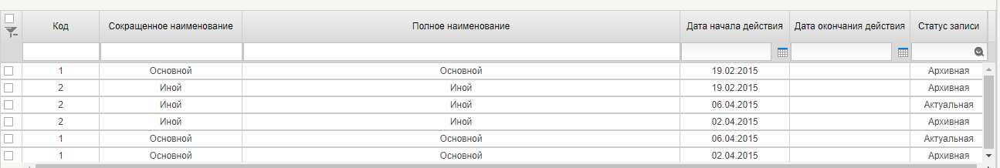 Код Сокращенное наименование Полное наименование Дата начала действия Дата окончания действия Статус записи
1 Основной Основной 19.02.2015 Архивная
2 Иной Иной 19.02.2015 Архивная
2 Иной Иной 06.04.2015 Актуальная
2 Иной Иной 02.04.2015 Архивная
1 Основной Основной 06.04.2015 Актуальная
1 Основной Основной 02.04.2015 Архивная